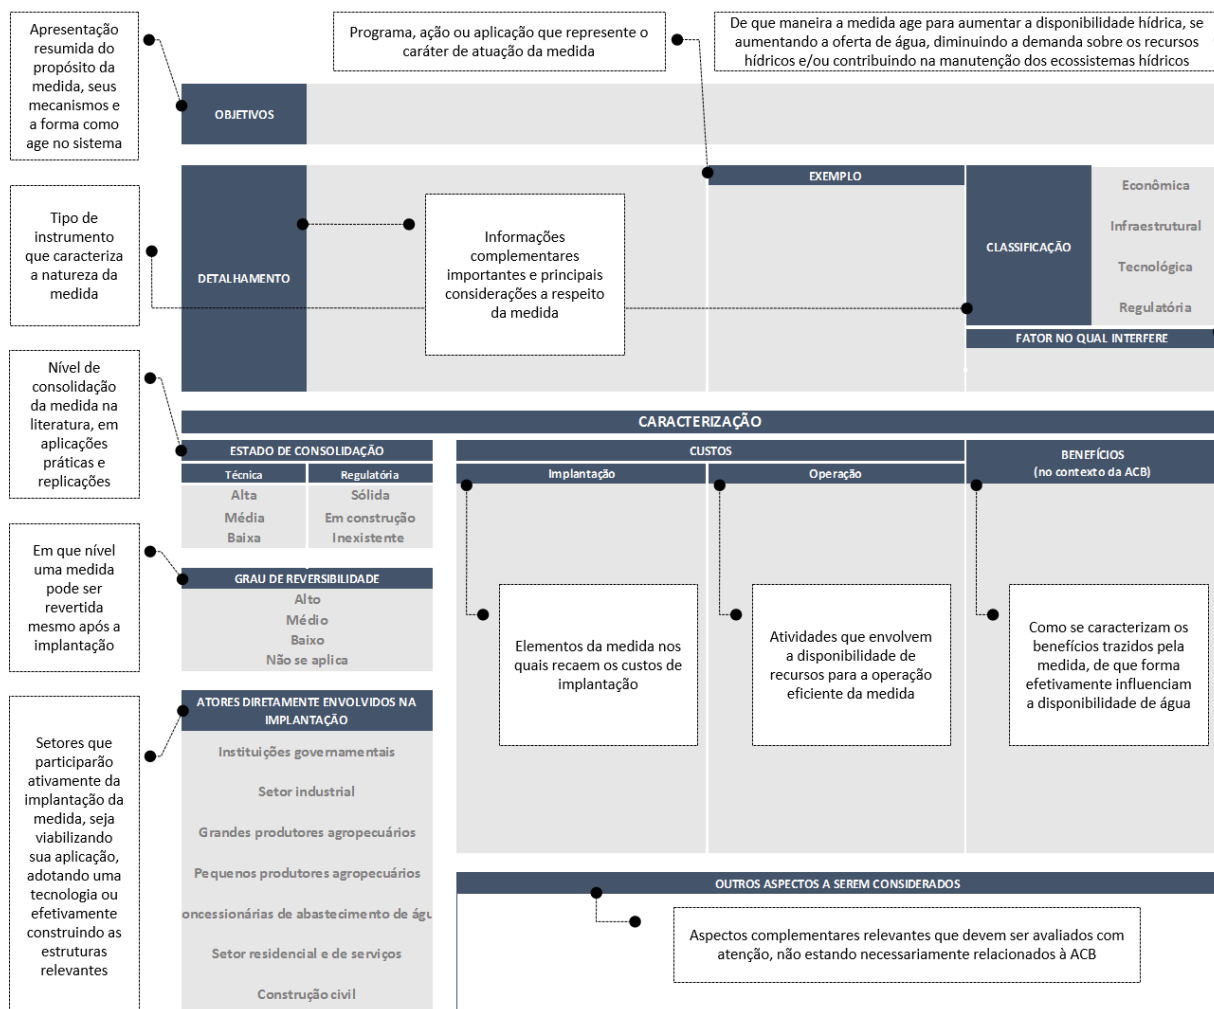 Apresentação
resumida do
propósito da
medida, seus
mecanismos e
a forma como
age no sistema
Programa, ação ou aplicação que represente o
caráter de atuação da medida
De que maneira a medida age para aumentar a disponibilidade hídrica, se
aumentando a oferta de água, diminuindo a demanda sobre os recursos
hídricos e/ou contribuindo na manutenção dos ecossistemas hídricos
OBJETIVOS
Tipo de
instrumento
que caracteriza
a natureza da
medida
DETALHAMENTO
Informações
complementares
importantes e principais
considerações a respeito
da medida
EXEMPLO
CLASSIFICAÇÃO
Econômica
Infraestrutural
Tecnológica
Regulatória
FATOR NO QUAL INTERFERE
Nível de
consolidação
da medida na
literatura, em
aplicações
práticas e
replicações
CARACTERIZAÇÃO
ESTADO DE CONSOLIDAÇÃO
Técnica
Regulatória
Alta
Sólida
Média
Em construção
Baixa
Inexistente
CUSTOS
Implantação
Operação
BENEFÍCIOS
(no contexto da ACB)
Em que nível
uma medida
pode ser
revertida
mesmo após a
implantação
GRAU DE REVERSIBILIDADE
Alto
Médio
Baixo
Não se aplica
Elementos da medida nos
quais recaem os custos de
implantação
Atividades que envolvem
a disponibilidade de
recursos para a operação
eficiente da medida
Como se caracterizam os
benefícios trazidos pela
medida, de que forma
efetivamente influenciam
a disponibilidade de água
Setores que
participarão
ativamente da
implantação da
medida, seja
viabilizando
sua aplicação,
adotando uma
tecnologia ou
efetivamente
construindo as
estruturas
relevantes
ATORES DIRETAMENTE ENVOLVIDOS NA
IMPLANTAÇÃO
Instituições governamentais
Setor industrial
Grandes produtores agropecuários
Pequenos produtores agropecuários
oncessionárias de abastecimento de águ
Setor residencial e de serviços
Construção civil
OUTROS ASPECTOS A SEREM CONSIDERADOS
Aspectos complementares relevantes que devem ser avaliados com
atenção, não estando necessariamente relacionados à ACB